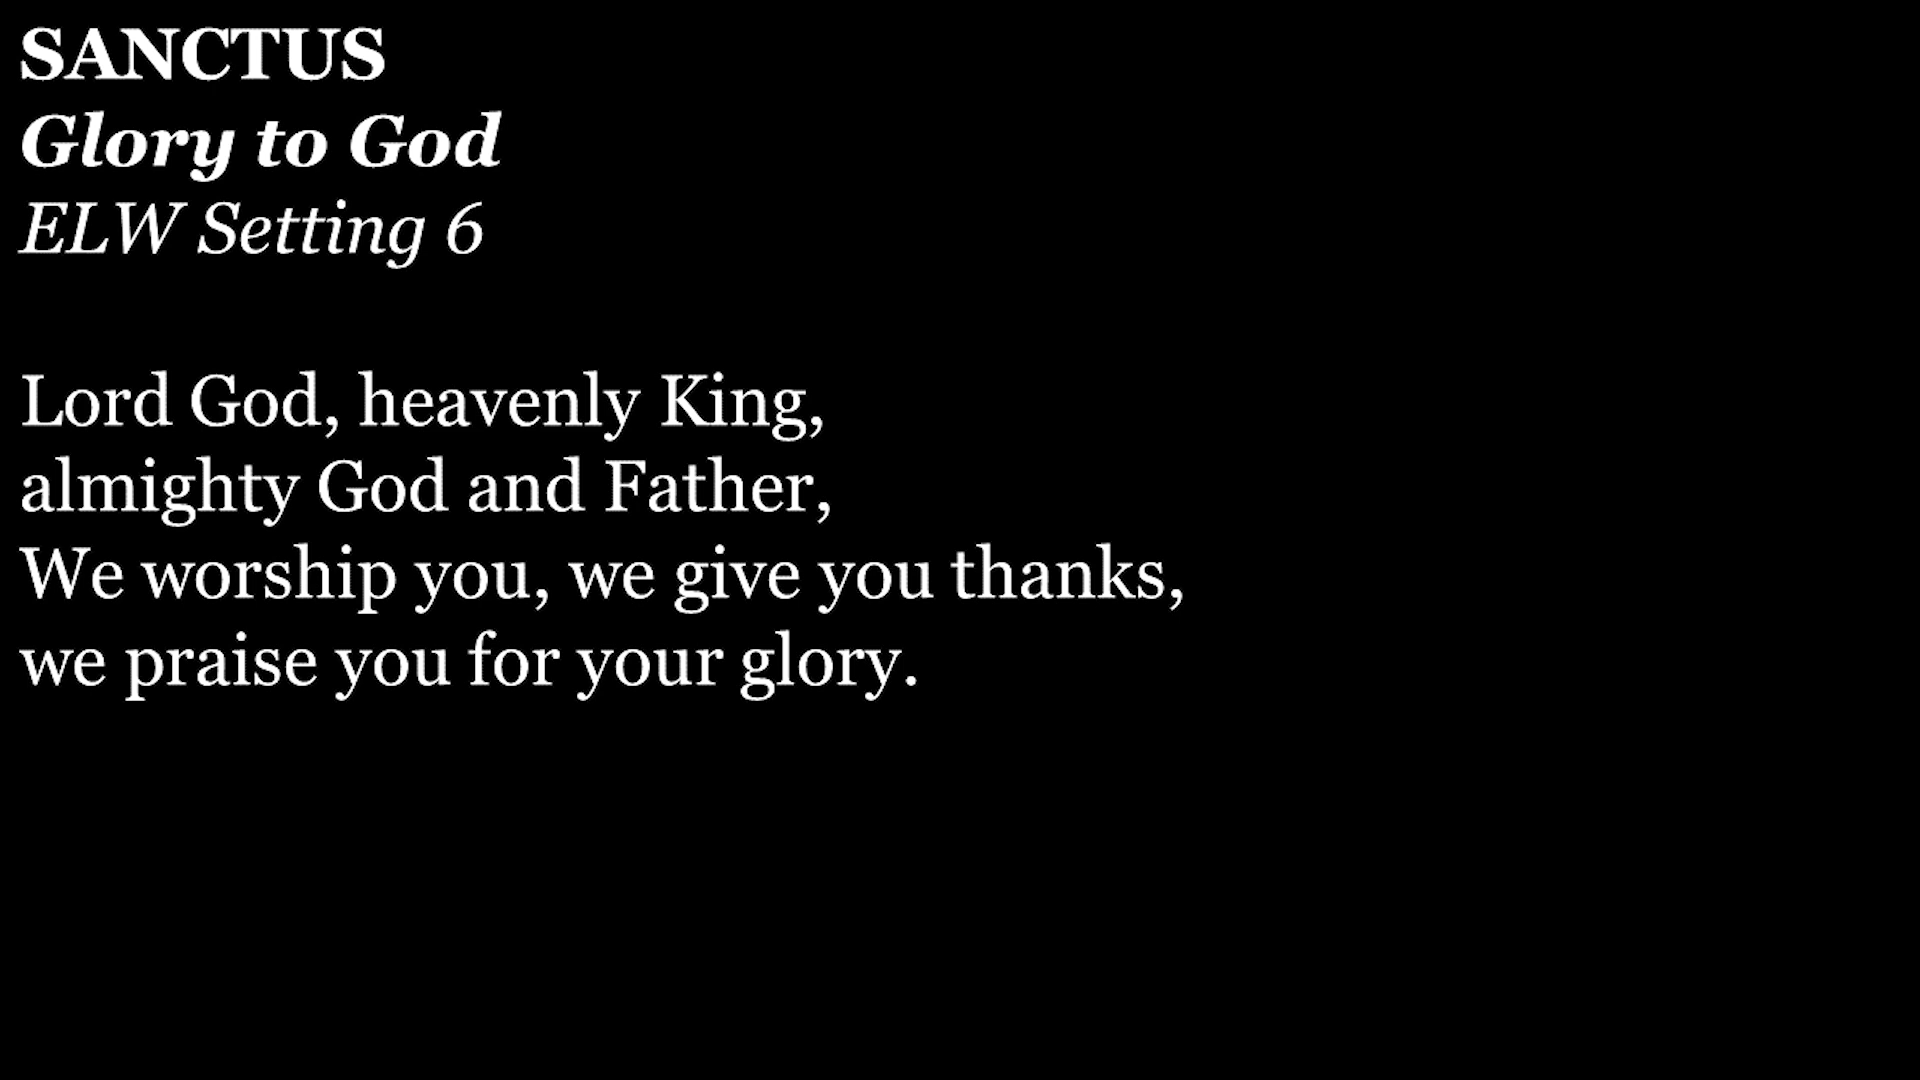 SANCTUS
Glory to God
ELW Setting 6
Lord God, heavenly King,
almighty God and Father,
We worship you, we give you thanks,
we praise you for your glory.